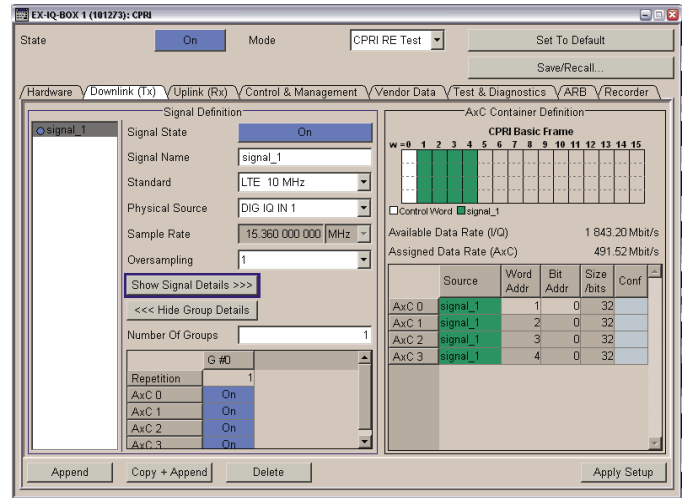 EX-IQ-BOX 1 (101273): CPRI
State On Mode CPRI RE Test Set To Default
Save/Recall...
Hardware Downlink (Tx) Uplink (Rx) Control & Management Vendor Data Test & Diagnostics ARB Recorder
signal_1
Signal Definition
Signal State On
Signal Name signal_1
Standard LTE 10 MHz
Physical Source DIG IQ IN 1
Sample Rate 15.360 000 000 MHz
Oversampling 1
Show Signal Details >>>
<<< Hide Group Details
Number Of Groups 1
G #0
Repetition 1
AxC 0 On
AxC 1 On
AxC 2 On
AxC 3 On
AxC Container Definition
CPRI Basic Frame
w =0 1 2 3 4 5 6 7 8 9 10 11 12 13 14 15
Control Word signal_1
Available Data Rate (I/Q) 1 843.20 Mbit/s
Assigned Data Rate (AxC) 491.52 Mbit/s
Source Word Addr Bit Addr Size /bits Conf
AxC 0 signal_1 1 0 32
AxC 1 signal_1 2 0 32
AxC 2 signal_1 3 0 32
AxC 3 signal_1 4 0 32
Append Copy + Append Delete Apply Setup